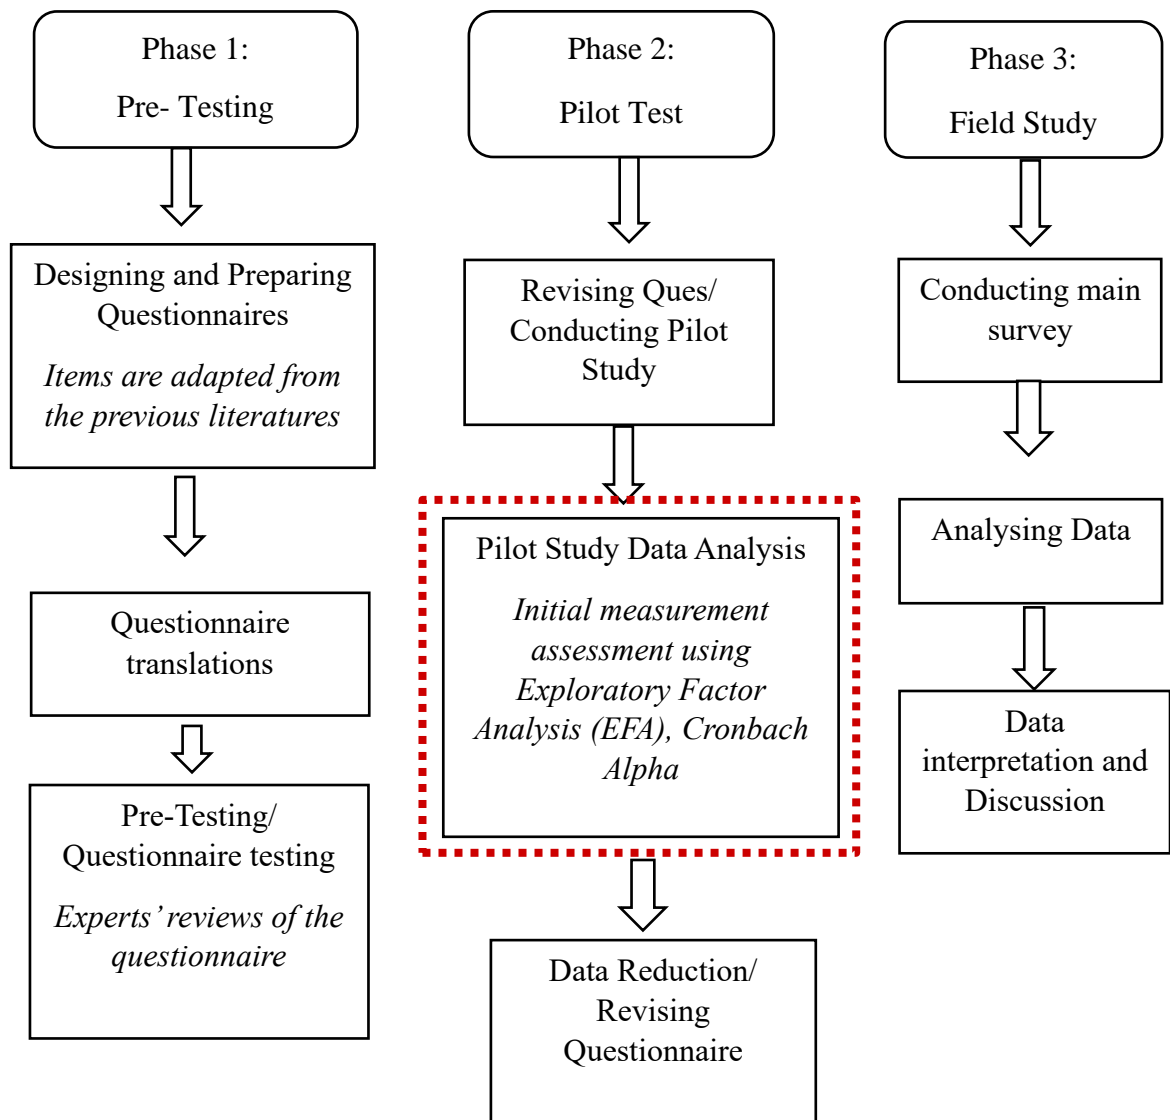 Phase 1:
Pre- Testing
Designing and Preparing
Questionnaires
Items are adapted from
the previous literatures
Questionnaire
translations
Pre-Testing/
Questionnaire testing
Experts’ reviews of the
questionnaire
Phase 2:
Pilot Test
Revising Ques/
Conducting Pilot
Study
Pilot Study Data Analysis
Initial measurement
assessment using
Exploratory Factor
Analysis (EFA), Cronbach
Alpha
Data Reduction/
Revising
Questionnaire
Phase 3:
Field Study
Conducting main
survey
Analysing Data
Data
interpretation and
Discussion